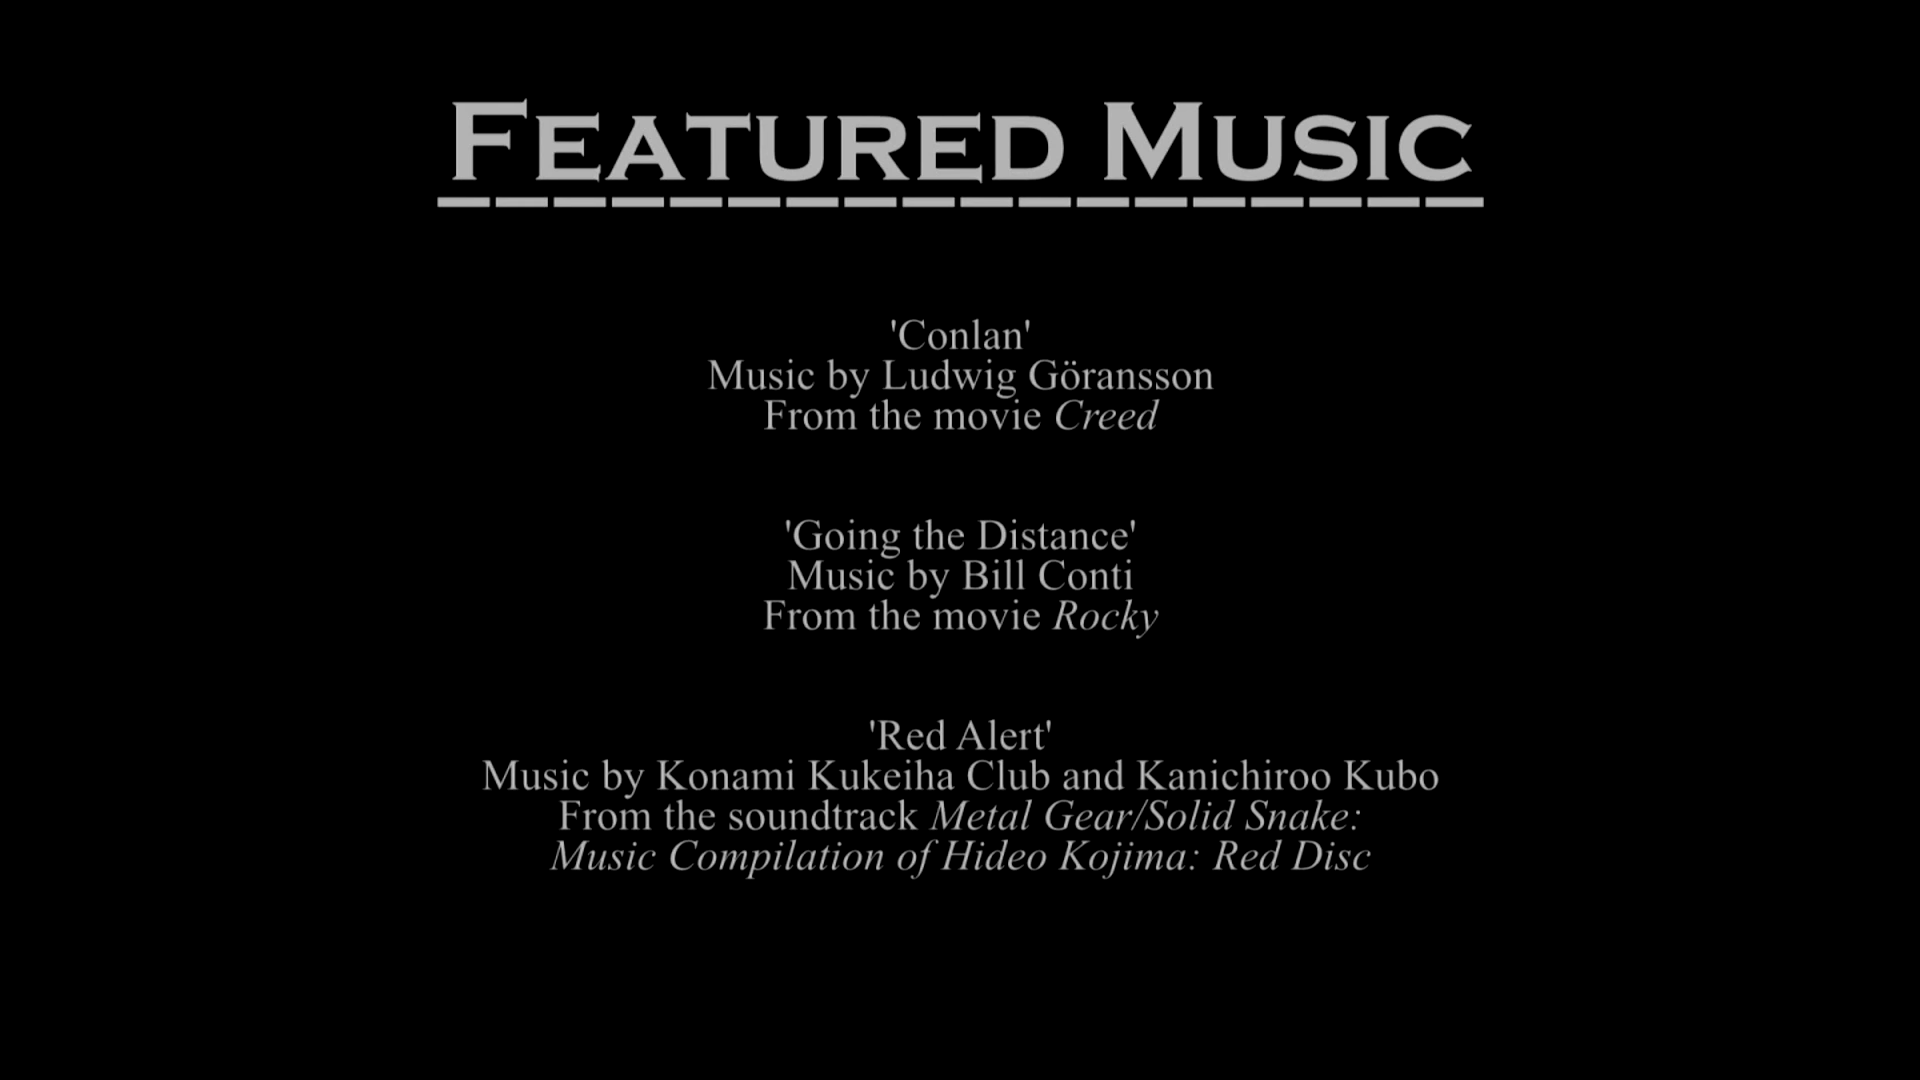 FEATURED MUSIC
'Conlan'
Music by Ludwig Göransson
From the movie Creed
'Going the Distance'
Music by Bill Conti
From the movie Rocky
'Red Alert'
Music by Konami Kukeiha Club and Kanichiroo Kubo
From the soundtrack Metal Gear/Solid Snake:
Music Compilation of Hideo Kojima: Red Disc